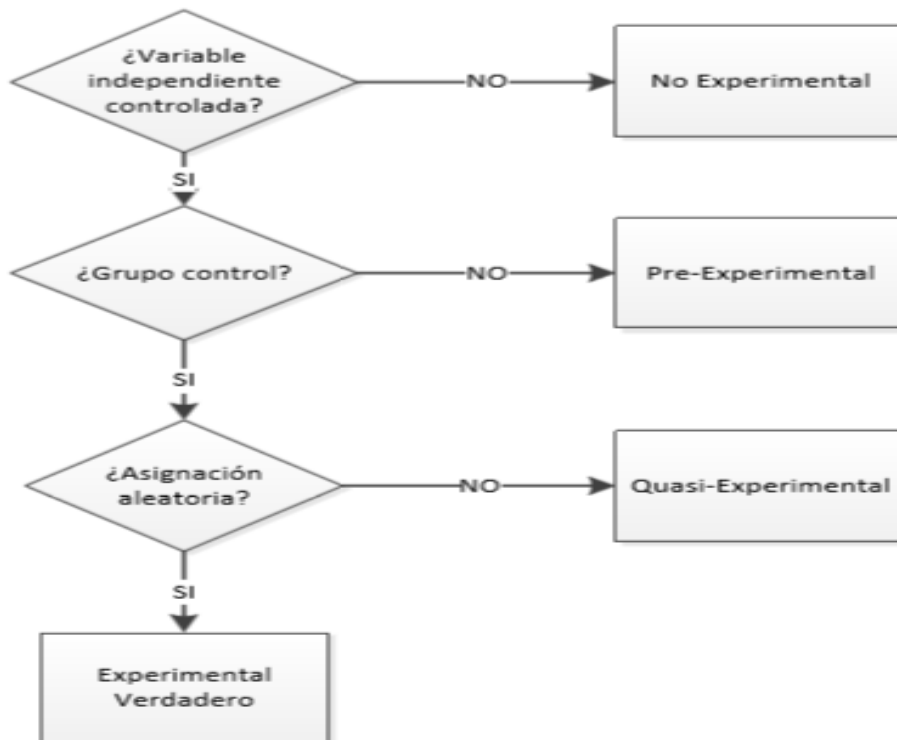 ¿Variable
independiente
controlada?
NO
No Experimental
SI
¿Grupo control?
NO
Pre-Experimental
SI
¿Asignación
aleatoria?
NO
Quasi-Experimental
SI
Experimental
Verdadero